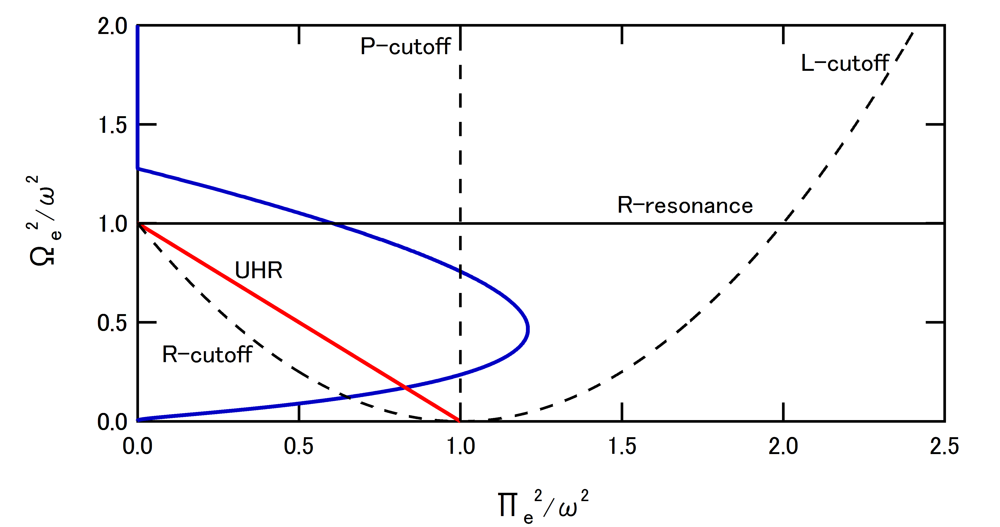 2.0
P-cutoff
L-cutoff
1.5
R-resonance
1.0
Ωe²/ω²
UHR
0.5
R-cutoff
0.0
0.0 0.5 1.0 1.5 2.0 2.5
Πe²/ω²